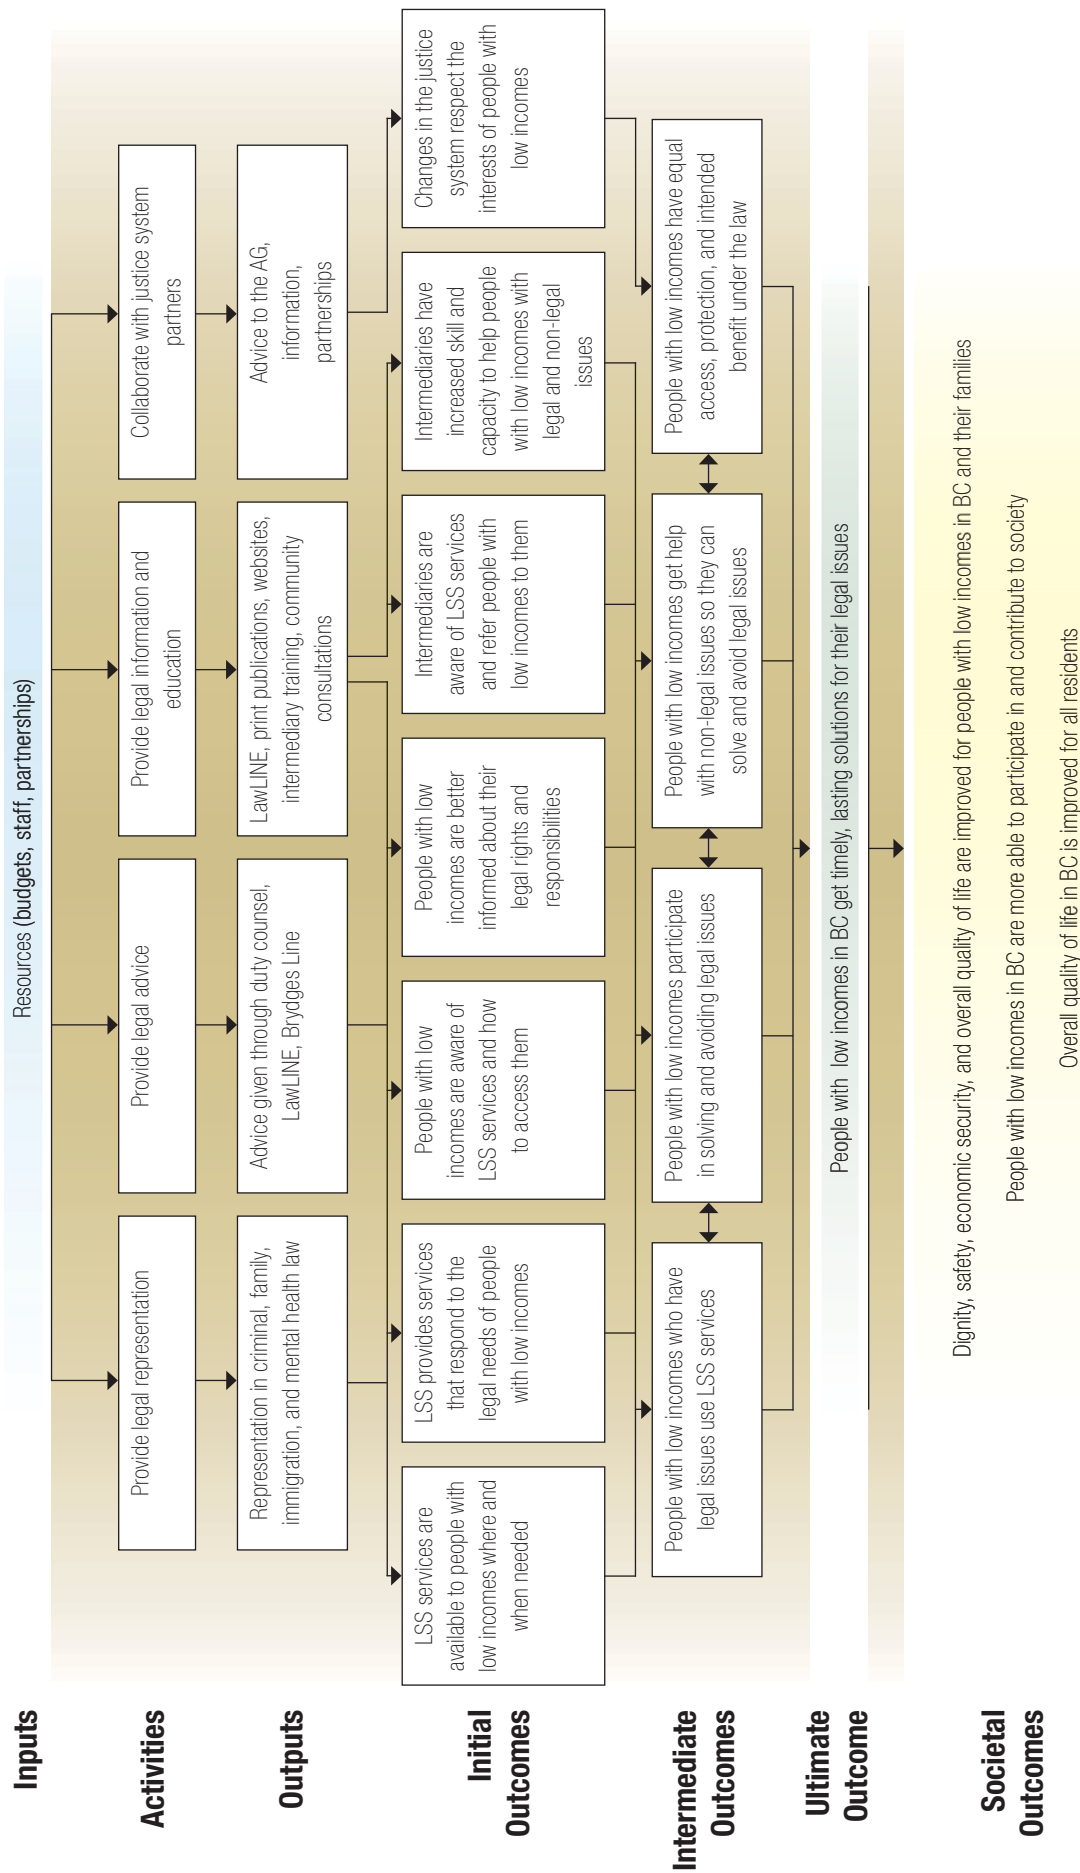 Inputs
Resources (budgets, staff, partnerships)
Activities
Provide legal representation
Provide legal advice
Provide legal information and
education
Collaborate with justice system
partners
Outputs
Representation in criminal, family,
immigration, and mental health law
Advice given through duty counsel,
LawLINE, Brydges Line
LawLINE, print publications, websites,
intermediary training, community
consultations
Advice to the AG,
information,
partnerships
Initial
Outcomes
LSS services are
available to people with
low incomes where and
when needed
LSS provides services
that respond to the
legal needs of people
with low incomes
People with low
incomes are aware of
LSS services and how
to access them
People with low
incomes are better
informed about their
legal rights and
responsibilities
Intermediaries are
aware of LSS services
and refer people with
low incomes to them
Intermediaries have
increased skill and
capacity to help people
with low incomes with
legal and non-legal
issues
Changes in the justice
system respect the
interests of people with
low incomes
Intermediate
Outcomes
People with low incomes who have
legal issues use LSS services
People with low incomes participate
in solving and avoiding legal issues
People with low incomes get help
with non-legal issues so they can
solve and avoid legal issues
People with low incomes have equal
access, protection, and intended
benefit under the law
Ultimate
Outcome
People with low incomes in BC get timely, lasting solutions for their legal issues
Societal
Outcomes
Dignity, safety, economic security, and overall quality of life are improved for people with low incomes in BC and their families
People with low incomes in BC are more able to participate in and contribute to society
Overall quality of life in BC is improved for all residents